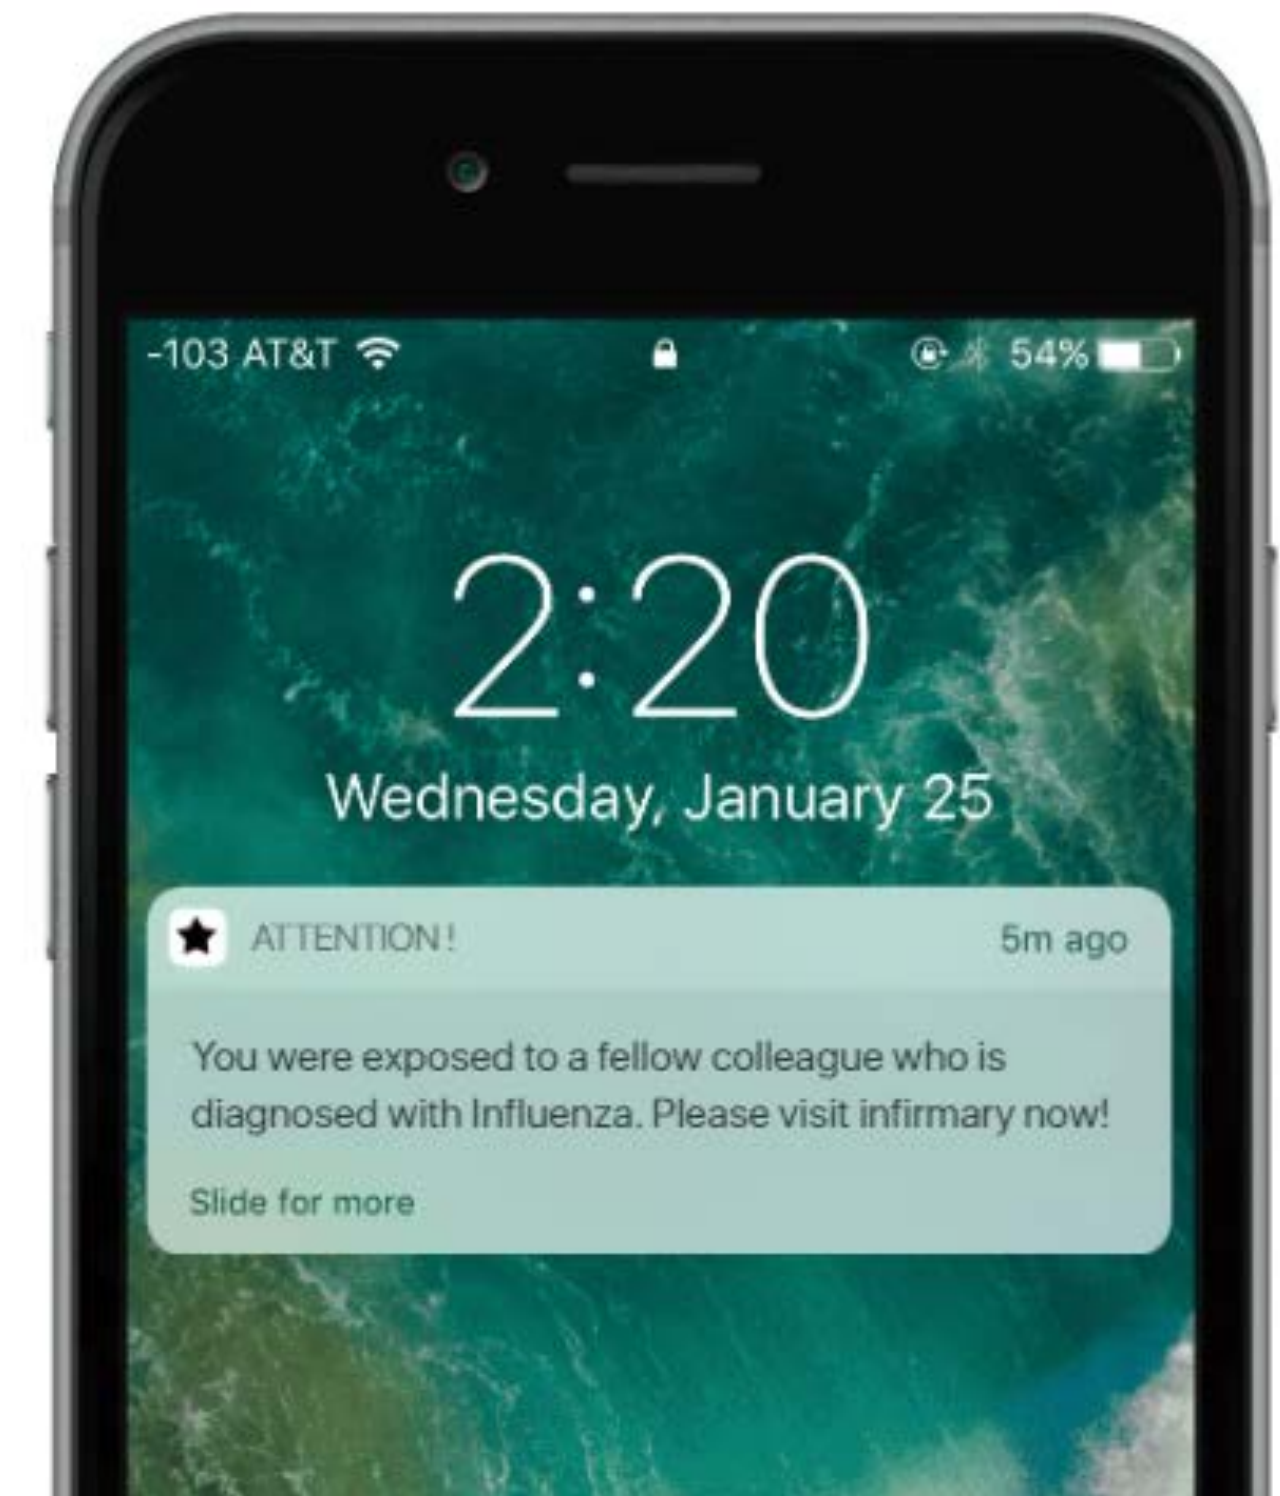 -103 AT&T 54%
2:20
Wednesday, January 25
ATTENTION! 5m ago
You were exposed to a fellow colleague who is
diagnosed with Influenza. Please visit infirmary now!
Slide for more